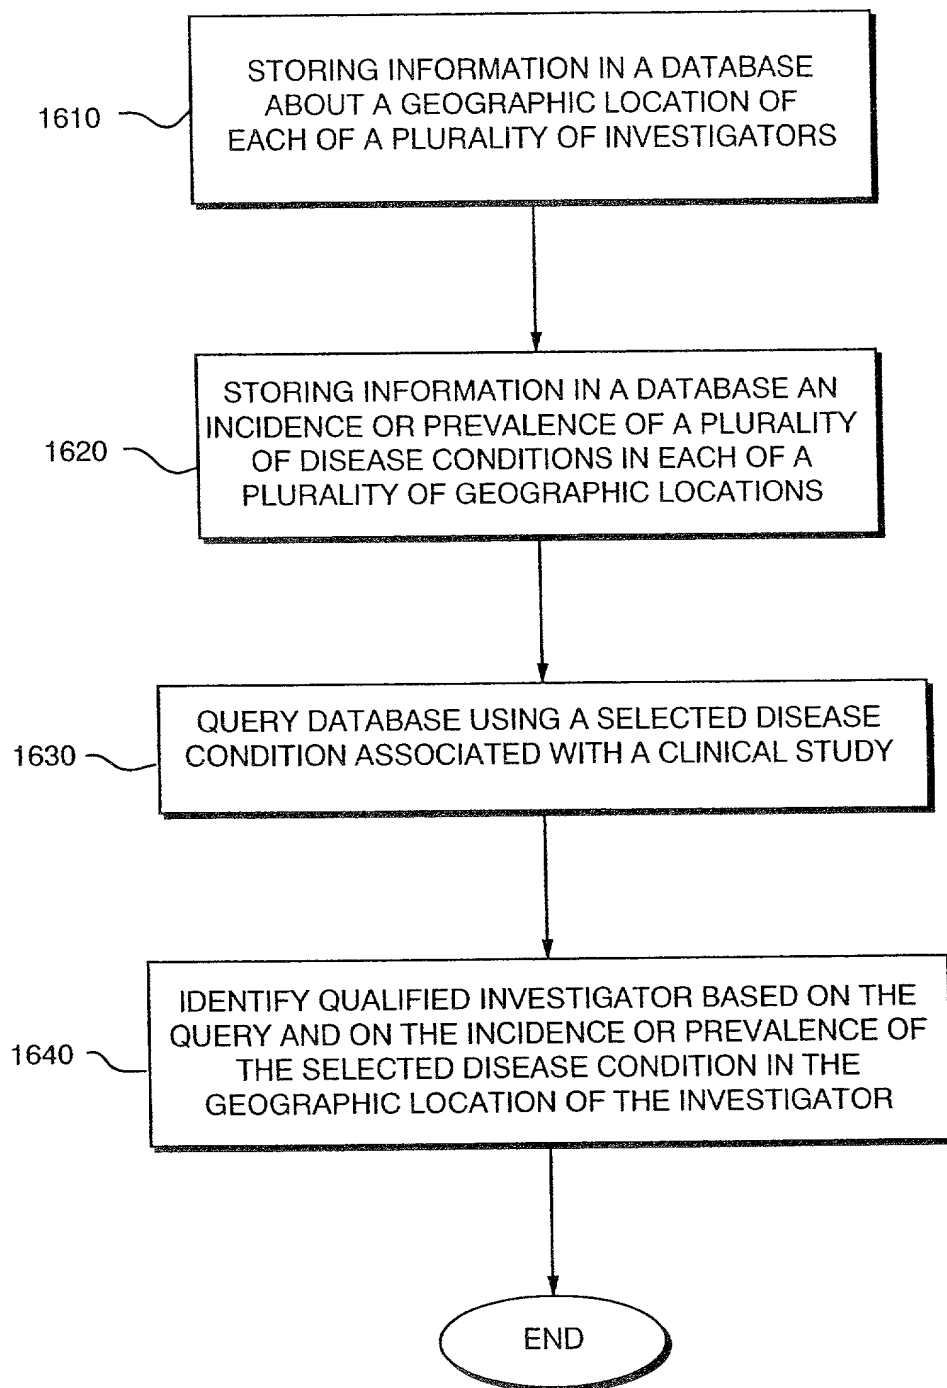 STORING INFORMATION IN A DATABASE
ABOUT A GEOGRAPHIC LOCATION OF
EACH OF A PLURALITY OF INVESTIGATORS
1610
STORING INFORMATION IN A DATABASE AN
INCIDENCE OR PREVALENCE OF A PLURALITY
OF DISEASE CONDITIONS IN EACH OF A
PLURALITY OF GEOGRAPHIC LOCATIONS
1620
QUERY DATABASE USING A SELECTED DISEASE
CONDITION ASSOCIATED WITH A CLINICAL STUDY
1630
IDENTIFY QUALIFIED INVESTIGATOR BASED ON THE
QUERY AND ON THE INCIDENCE OR PREVALENCE OF
THE SELECTED DISEASE CONDITION IN THE
GEOGRAPHIC LOCATION OF THE INVESTIGATOR
1640
END